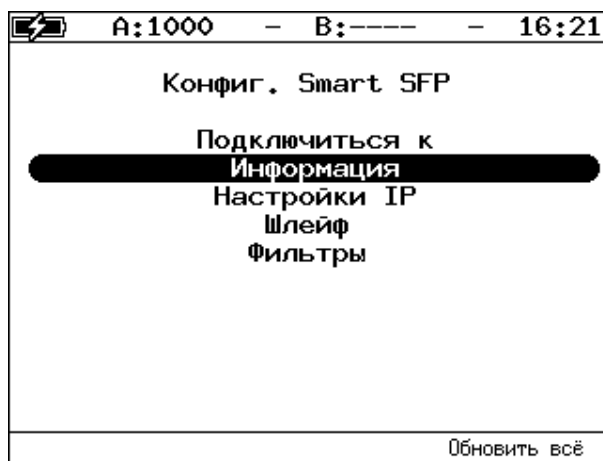 A:1000 – B:---- – 16:21
Конфиг. Smart SFP
Подключиться к
Информация
Настройки IP
Шлейф
Фильтры
Обновить всё